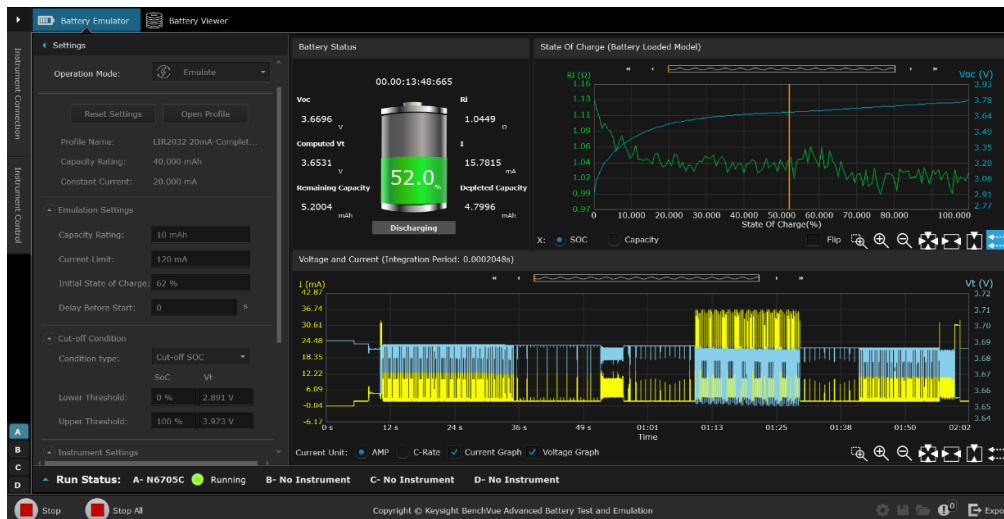 Battery Emulator
Battery Viewer
Instrument Connection
Instrument Control
A
B
C
D
Settings
Operation Mode: Emulate
Reset Settings Open Profile
Profile Name: LIR2032 20mA-Complet...
Capacity Rating: 40.000 mAh
Constant Current: 20.000 mA
Emulation Settings
Capacity Rating: 10 mAh
Current Limit: 120 mA
Initial State of Charge: 62 %
Delay Before Start: 0 s
Cut-off Condition
Condition type: Cut-off SOC
SoC Vt
Lower Threshold: 0 % 2.891 V
Upper Threshold: 100 % 3.973 V
Instrument Settings
Battery Status
00.00:13:48:665
Voc Ri
3.6696 V 1.0449 Ω
Computed Vt I
3.6531 V 15.7815 mA
52.0 %
Remaining Capacity Depleted Capacity
5.2004 mAh 4.7996 mAh
Discharging
State Of Charge (Battery Loaded Model)
Ri (Ω) Voc (V)
1.16 3.93
1.13 3.78
1.11 3.64
1.09 3.49
1.06 3.35
1.04 3.20
1.02 3.06
0.99 2.91
0.97 2.77
0 10.000 20.000 30.000 40.000 50.000 60.000 70.000 80.000 100.000
State Of Charge(%)
X: SOC Capacity Flip
Voltage and Current (Integration Period: 0.0002048s)
I (mA) Vt (V)
42.87 3.72
36.74 3.71
30.61 3.70
24.48 3.69
18.35 3.68
12.22 3.67
6.09 3.66
-0.04 3.65
-6.17 3.64
0 s 12 s 24 s 36 s 49 s 01:01 01:13 01:25 01:38 01:50 02:02
Time
Current Unit: AMP C-Rate Current Graph Voltage Graph
Run Status: A- N6705C Running B- No Instrument C- No Instrument D- No Instrument
Stop Stop All Copyright © Keysight BenchVue Advanced Battery Test and Emulation 0 Expo